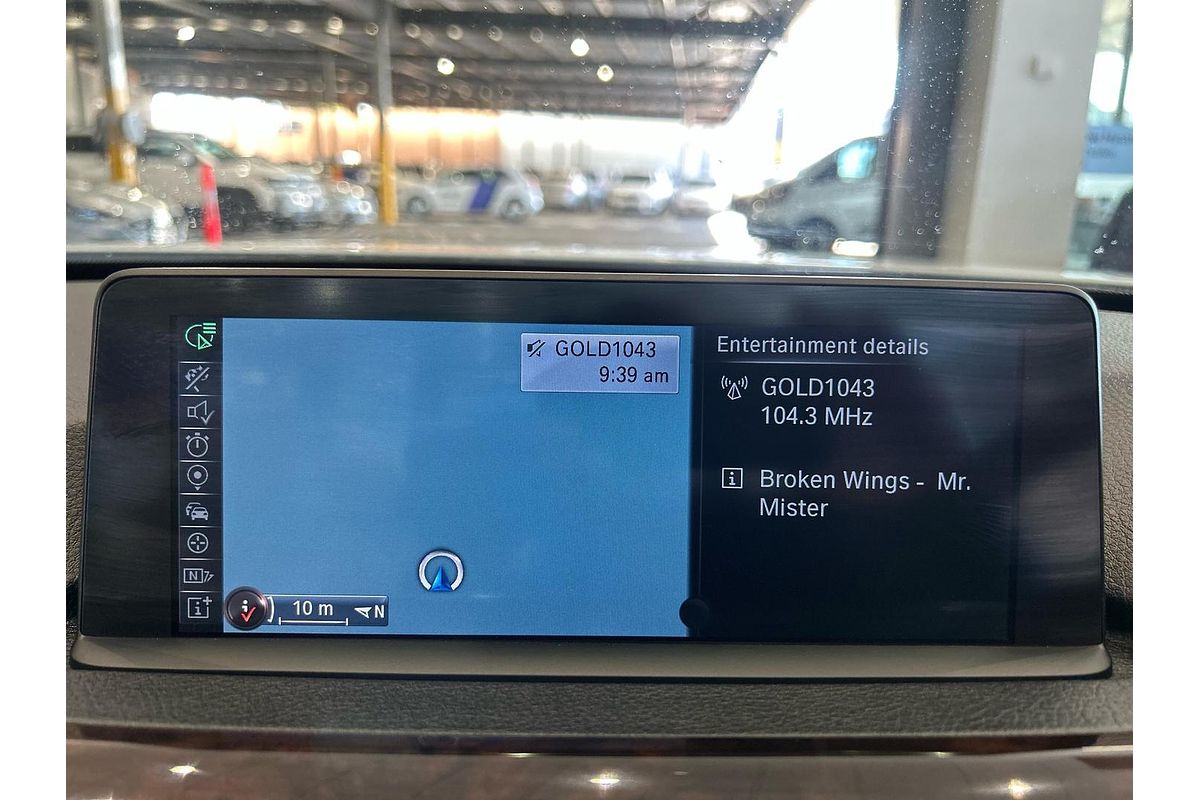 GOLD1043
9:39 am
Entertainment details
GOLD1043
104.3 MHz
i Broken Wings - Mr.
Mister
N
i
i
10 m
N